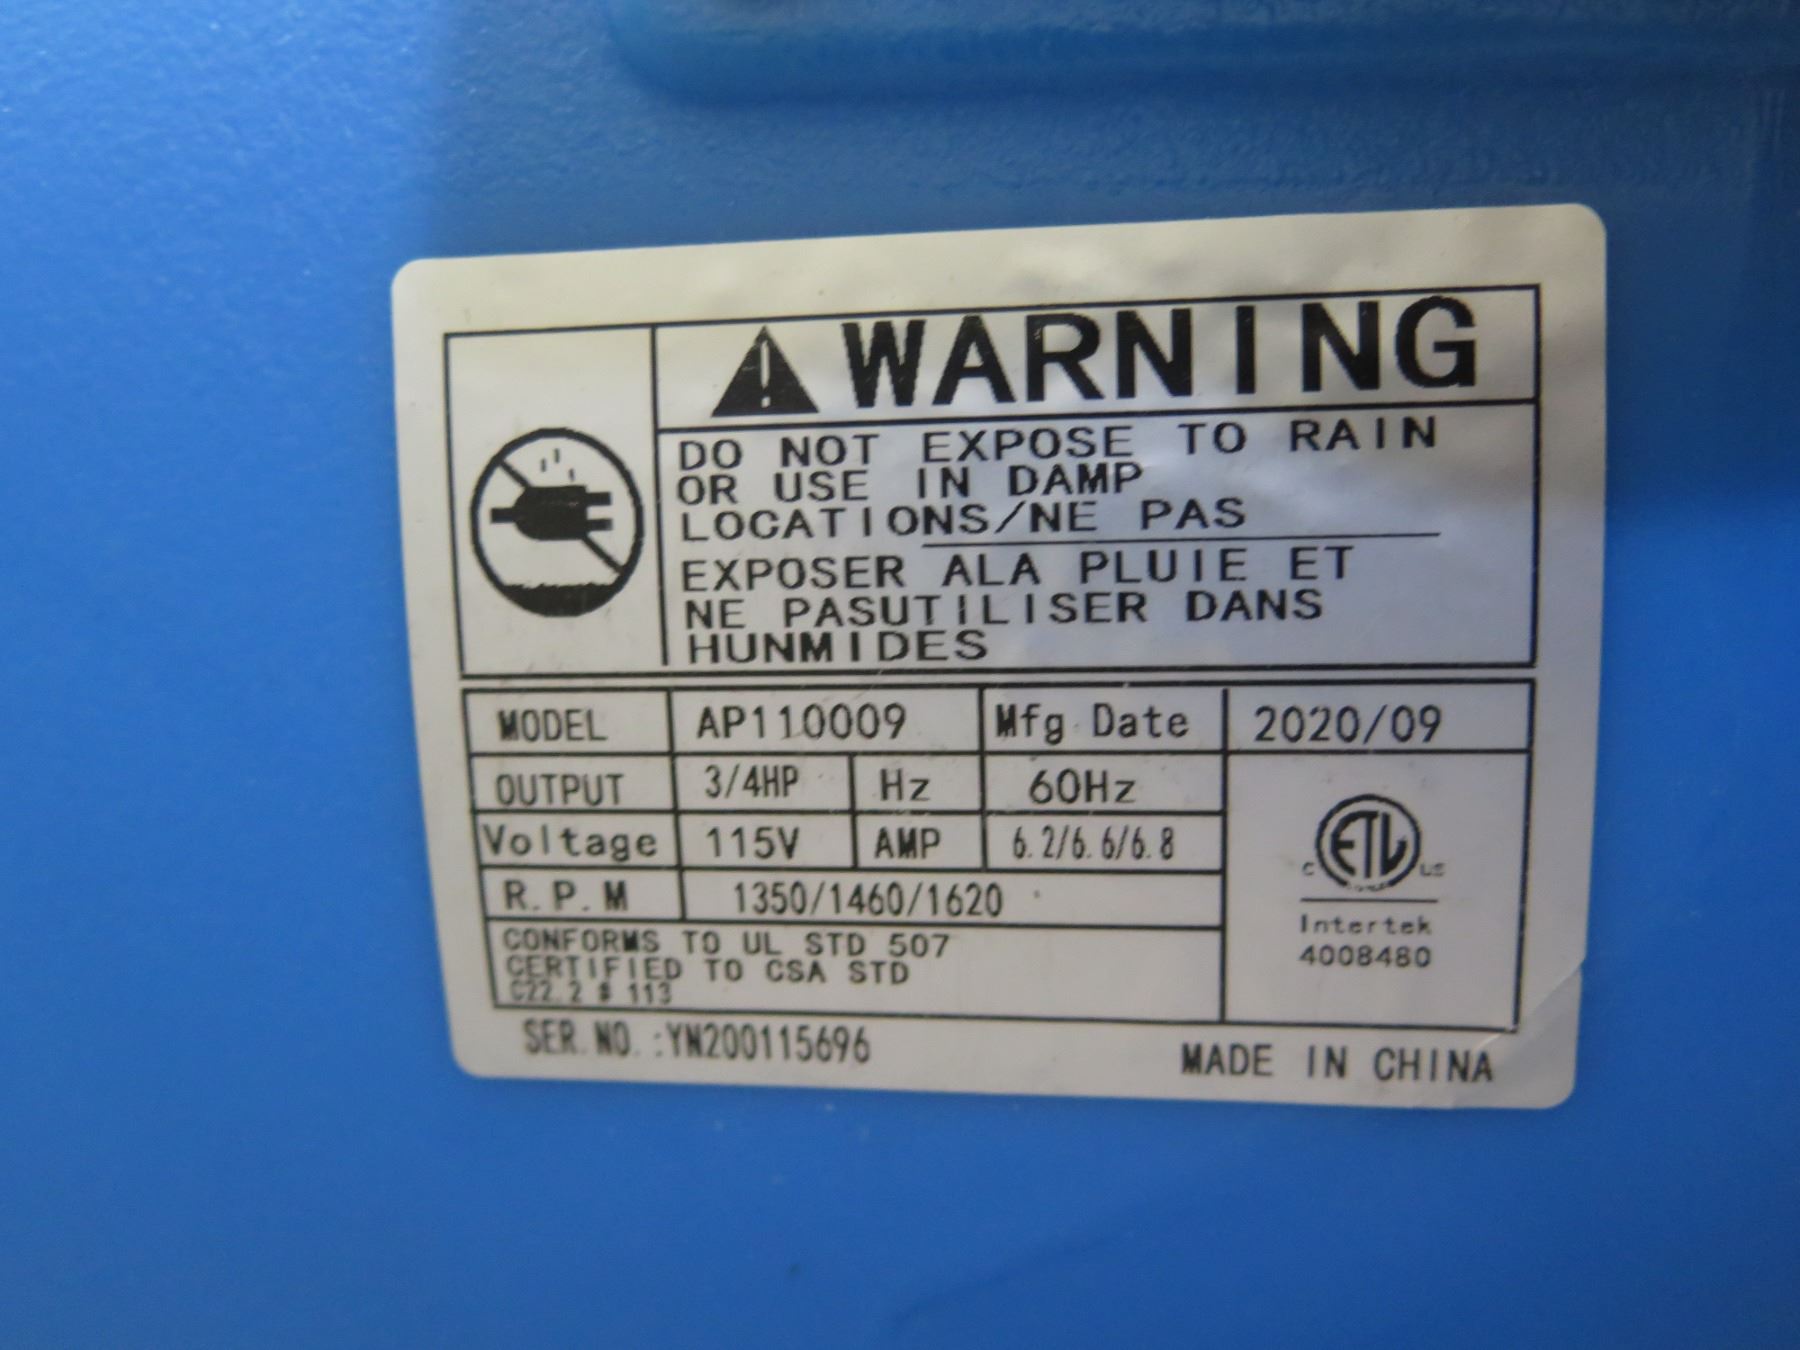 WARNING
DO NOT EXPOSE TO RAIN
OR USE IN DAMP
LOCATIONS/NE PAS
EXPOSER ALA PLUIE ET
NE PASUTILISER DANS
HUNMIDES
MODEL AP110009 Mfg Date 2020/09
OUTPUT 3/4HP Hz 60Hz
Voltage 115V AMP 6.2/6.6/6.8
R.P.M 1350/1460/1620
CONFORMS TO UL STD 507
CERTIFIED TO CSA STD
C22.2 # 113
C ETL US
Intertek
4008480
SER.NO.:YN200115696
MADE IN CHINA